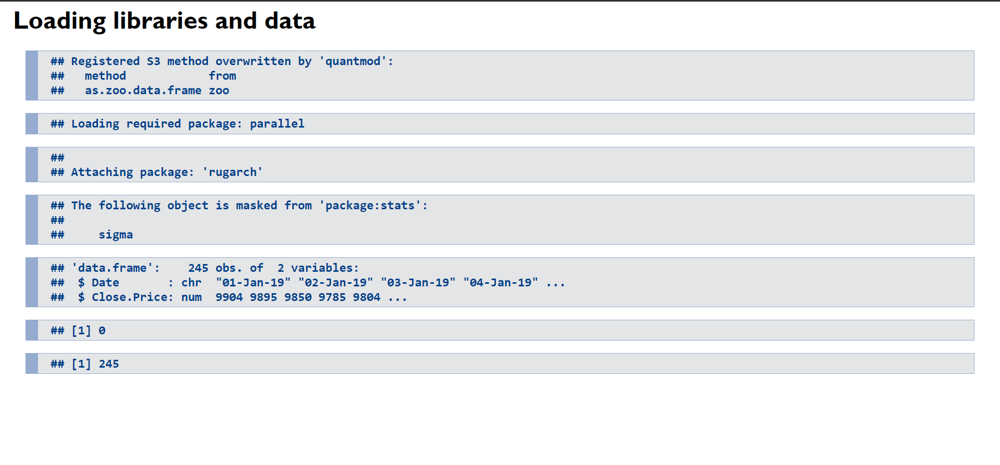 Loading libraries and data
## Registered S3 method overwritten by 'quantmod':
##   method            from
##   as.zoo.data.frame zoo
## Loading required package: parallel
##
## Attaching package: 'rugarch'
## The following object is masked from 'package:stats':
##
##     sigma
## 'data.frame':    245 obs. of  2 variables:
##  $ Date       : chr  "01-Jan-19" "02-Jan-19" "03-Jan-19" "04-Jan-19" ...
##  $ Close.Price: num  9904 9895 9850 9785 9804 ...
## [1] 0
## [1] 245